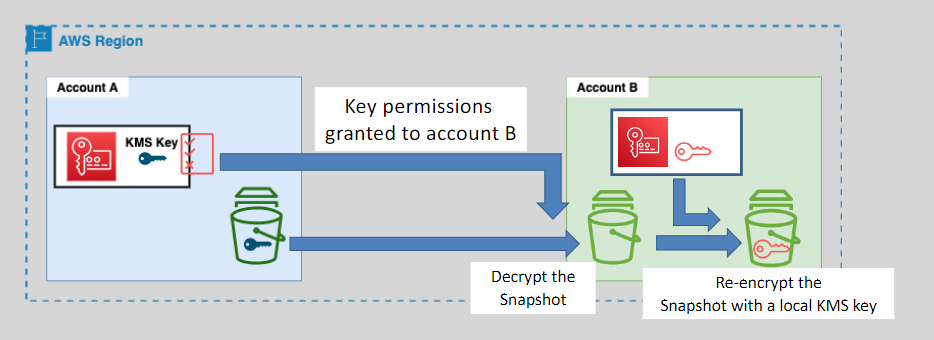 AWS Region
Account A
KMS Key
Key permissions
granted to account B
Account B
Decrypt the
Snapshot
Re-encrypt the
Snapshot with a local KMS key